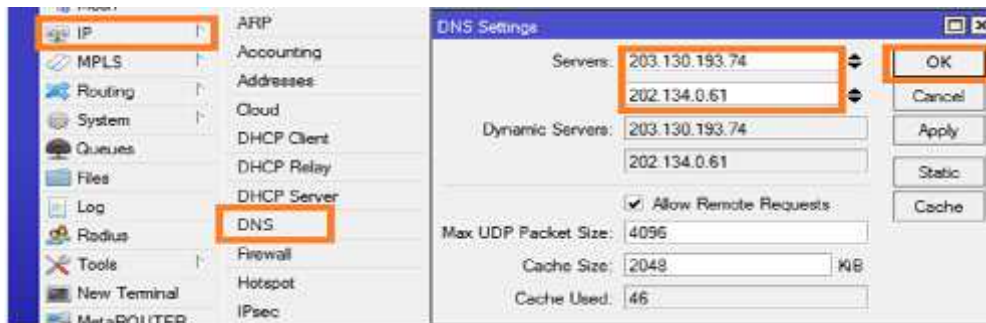 Mesh
IP
MPLS
Routing
System
Queues
Files
Log
Radius
Tools
New Terminal
MetaROUTER
ARP
Accounting
Addresses
Cloud
DHCP Client
DHCP Relay
DHCP Server
DNS
Firewall
Hotspot
IPsec
DNS Settings
Servers: 203.130.193.74
202.134.0.61
Dynamic Servers: 203.130.193.74
202.134.0.61
Allow Remote Requests
Max UDP Packet Size: 4096
Cache Size: 2048 KiB
Cache Used: 46
OK
Cancel
Apply
Static
Cache